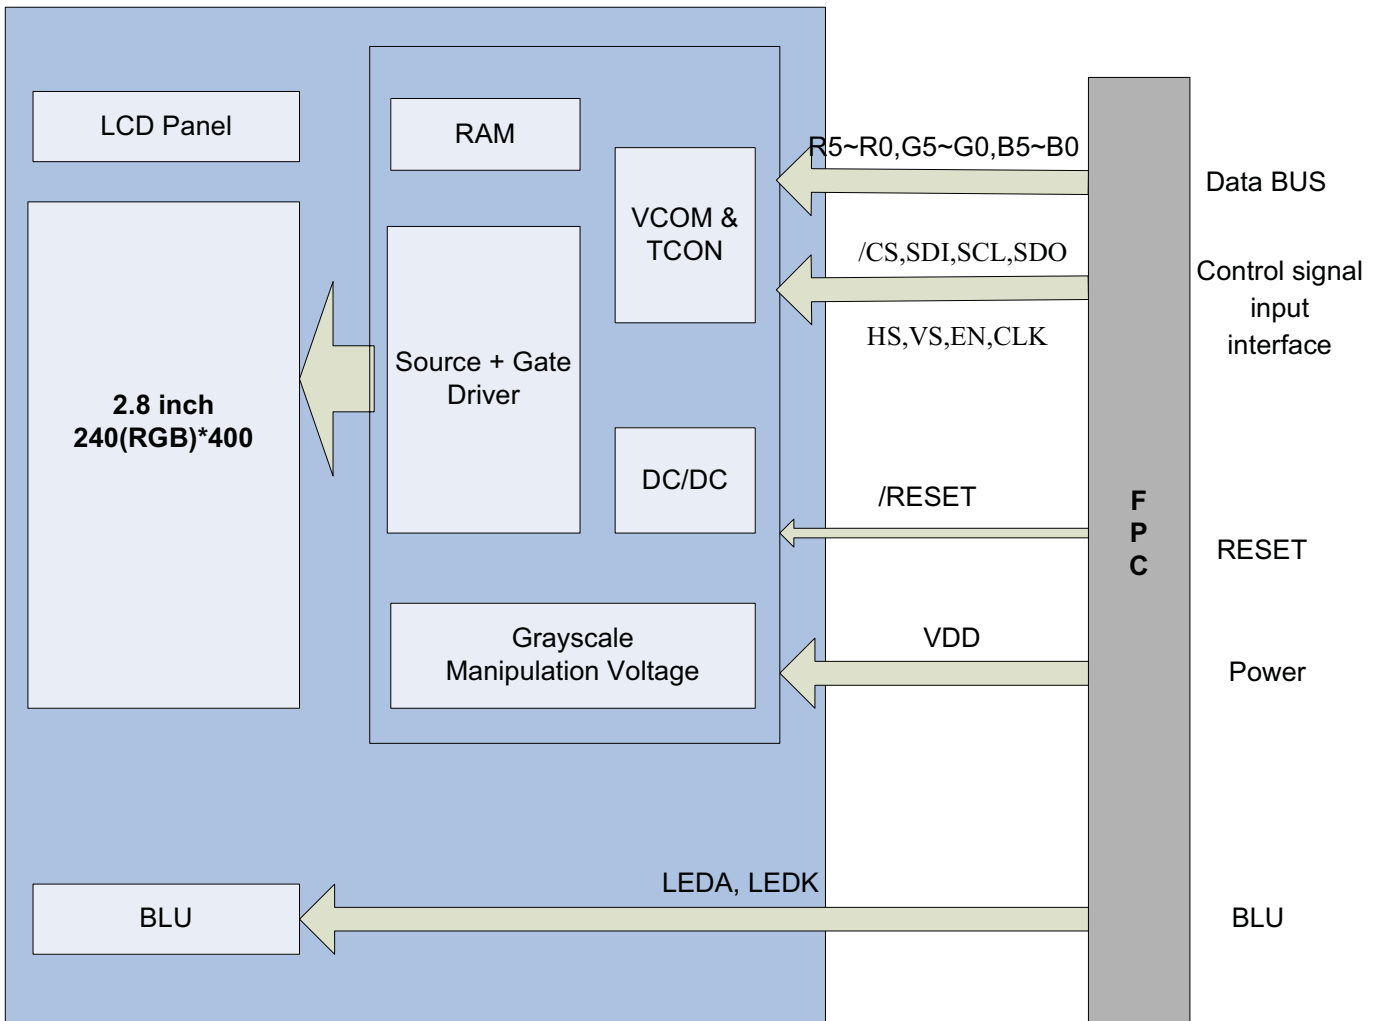 LCD Panel
2.8 inch
240(RGB)*400
RAM
Source + Gate
Driver
VCOM &
TCON
DC/DC
Grayscale
Manipulation Voltage
BLU
R5~R0,G5~G0,B5~B0
/CS,SDI,SCL,SDO
HS,VS,EN,CLK
/RESET
VDD
LEDA, LEDK
F
P
C
Data BUS
Control signal
input
interface
RESET
Power
BLU